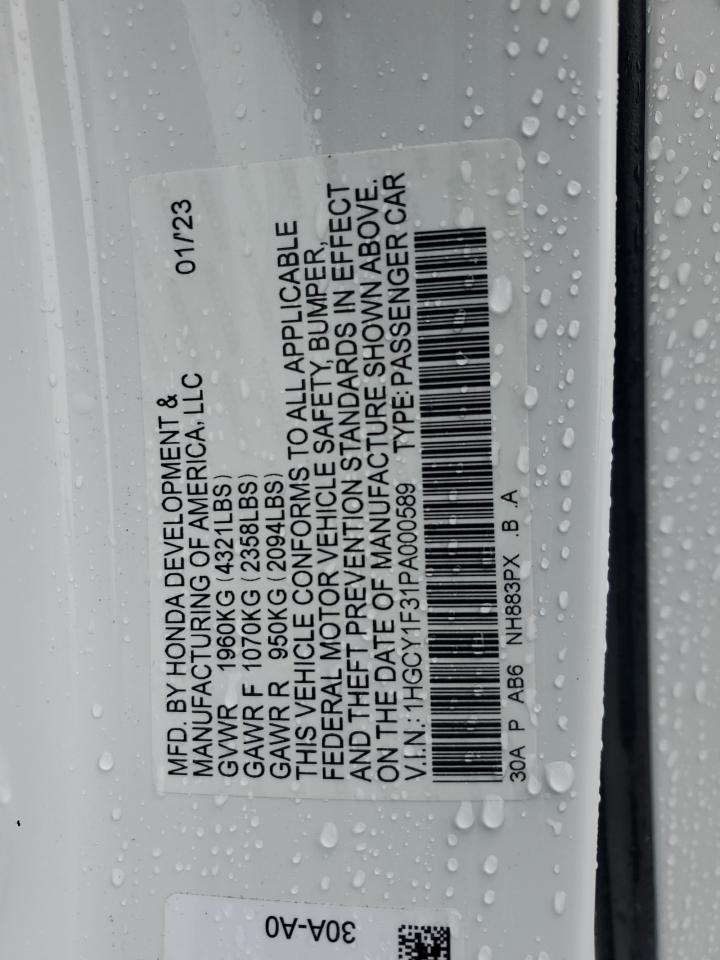 MFD. BY HONDA DEVELOPMENT &
MANUFACTURING OF AMERICA, LLC 01/'23
GVWR 1960KG (4321LBS)
GAWR F 1070KG (2358LBS)
GAWR R 950KG (2094LBS)
THIS VEHICLE CONFORMS TO ALL APPLICABLE
FEDERAL MOTOR VEHICLE SAFETY, BUMPER,
AND THEFT PREVENTION STANDARDS IN EFFECT
ON THE DATE OF MANUFACTURE SHOWN ABOVE.
V.I.N.: 1HGCY1F31PA000589 TYPE: PASSENGER CAR
30A P AB6 NH883PX .B .A
30A-A0